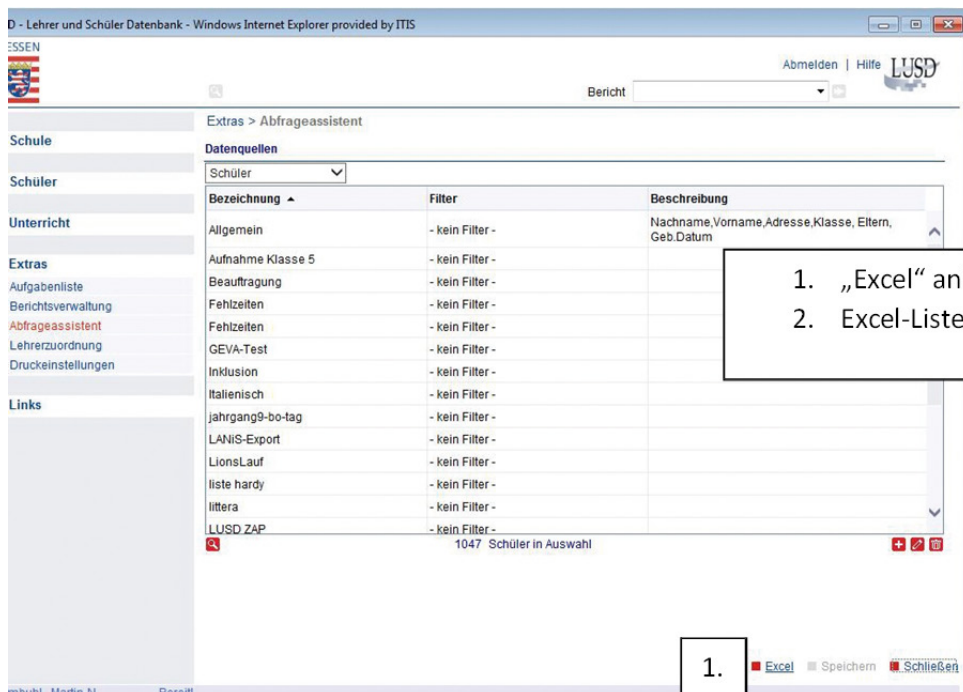 D - Lehrer und Schüler Datenbank - Windows Internet Explorer provided by ITIS
ESSEN
Abmelden | Hilfe LUSD
Bericht
Extras > Abfrageassistent
Schule
Schüler
Unterricht
Extras
Aufgabenliste
Berichtsverwaltung
Abfrageassistent
Lehrerzuordnung
Druckeinstellungen
Links
Datenquellen
Schüler
Bezeichnung Filter Beschreibung
Allgemein - kein Filter - Nachname,Vorname,Adresse,Klasse, Eltern,
Geb.Datum
Aufnahme Klasse 5 - kein Filter -
Beauftragung - kein Filter -
Fehlzeiten - kein Filter -
Fehlzeiten - kein Filter -
GEVA-Test - kein Filter -
Inklusion - kein Filter -
Italienisch - kein Filter -
jahrgang9-bo-tag - kein Filter -
LANiS-Export - kein Filter -
LionsLauf - kein Filter -
liste hardy - kein Filter -
littera - kein Filter -
LUSD ZAP - kein Filter -
1047 Schüler in Auswahl
1. „Excel“ an
2. Excel-Liste
1.
Excel Speichern Schließen